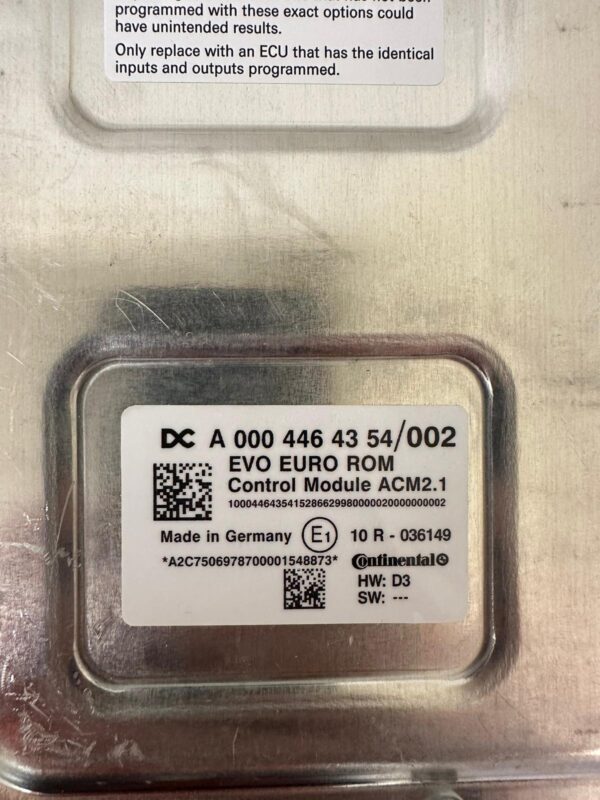 programmed with these exact options could
have unintended results.
Only replace with an ECU that has the identical
inputs and outputs programmed.
DC A 000 446 43 54/002
EVO EURO ROM
Control Module ACM2.1
Made in Germany E1 10 R - 036149
*A2C7506978700001548873* Continental
HW: D3
SW: ---